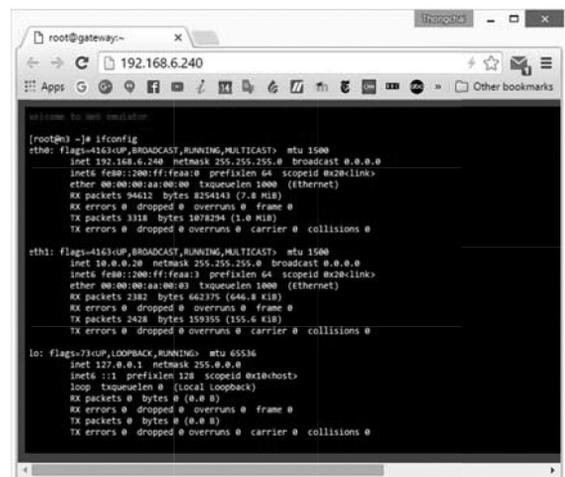 Thongchai
root@gateway:~
192.168.6.240
Apps
Other bookmarks
welcome to Web emulator
[root@n3 ~]# ifconfig
eth0: flags=4163<UP,BROADCAST,RUNNING,MULTICAST> mtu 1500
inet 192.168.6.240 netmask 255.255.255.0 broadcast 0.0.0.0
inet6 fe80::200:ff:feaa:0 prefixlen 64 scopeid 0x20<link>
ether 00:00:00:aa:00:00 txqueuelen 1000 (Ethernet)
RX packets 94612 bytes 8254143 (7.8 MiB)
RX errors 0 dropped 0 overruns 0 frame 0
TX packets 3318 bytes 1078294 (1.0 MiB)
TX errors 0 dropped 0 overruns 0 carrier 0 collisions 0
eth1: flags=4163<UP,BROADCAST,RUNNING,MULTICAST> mtu 1500
inet 10.0.0.20 netmask 255.255.255.0 broadcast 0.0.0.0
inet6 fe80::200:ff:feaa:3 prefixlen 64 scopeid 0x20<link>
ether 00:00:00:aa:00:03 txqueuelen 1000 (Ethernet)
RX packets 2382 bytes 662375 (646.8 KiB)
RX errors 0 dropped 0 overruns 0 frame 0
TX packets 2428 bytes 159355 (155.6 KiB)
TX errors 0 dropped 0 overruns 0 carrier 0 collisions 0
lo: flags=73<UP,LOOPBACK,RUNNING> mtu 65536
inet 127.0.0.1 netmask 255.0.0.0
inet6 ::1 prefixlen 128 scopeid 0x10<host>
loop txqueuelen 0 (Local Loopback)
RX packets 0 bytes 0 (0.0 B)
RX errors 0 dropped 0 overruns 0 frame 0
TX packets 0 bytes 0 (0.0 B)
TX errors 0 dropped 0 overruns 0 carrier 0 collisions 0